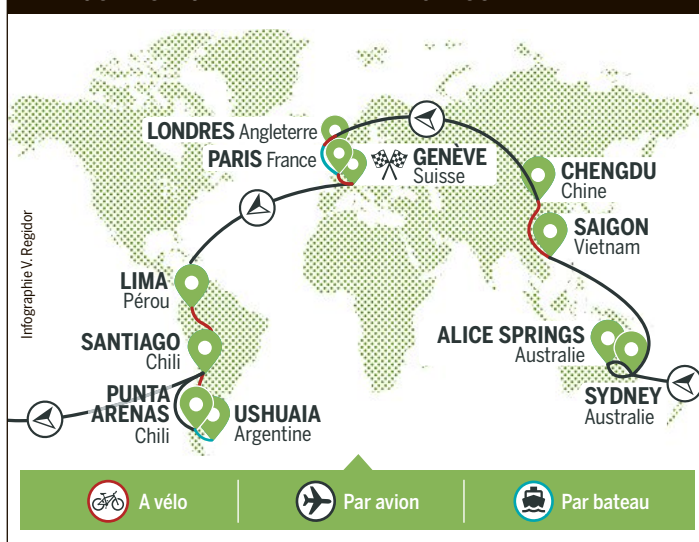 LONDRES Angleterre
PARIS France
GENÈVE
Suisse
CHENGDU
Chine
SAIGON
Vietnam
LIMA
Pérou
SANTIAGO
Chili
ALICE SPRINGS
Australie
SYDNEY
Australie
PUNTA
ARENAS
Chili
USHUAIA
Argentine
Infographie V. Regidor
A vélo
Par avion
Par bateau